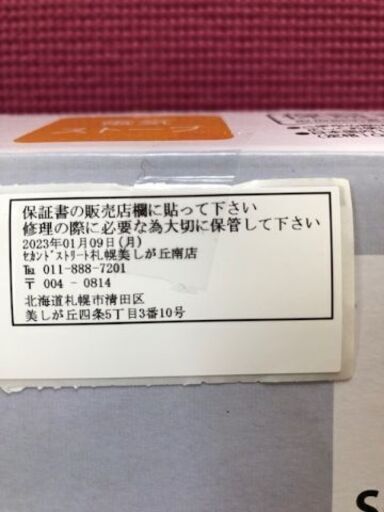 ストーブ
保証書の販売店欄に貼って下さい
修理の際に必要な為大切に保管して下さい
2023年01月09日(月)
ｾｶﾝﾄﾞｽﾄﾘｰﾄ札幌美しが丘南店
℡ 011-888-7201
〒 004 - 0814
北海道札幌市清田区
美しが丘四条5丁目3番10号
S